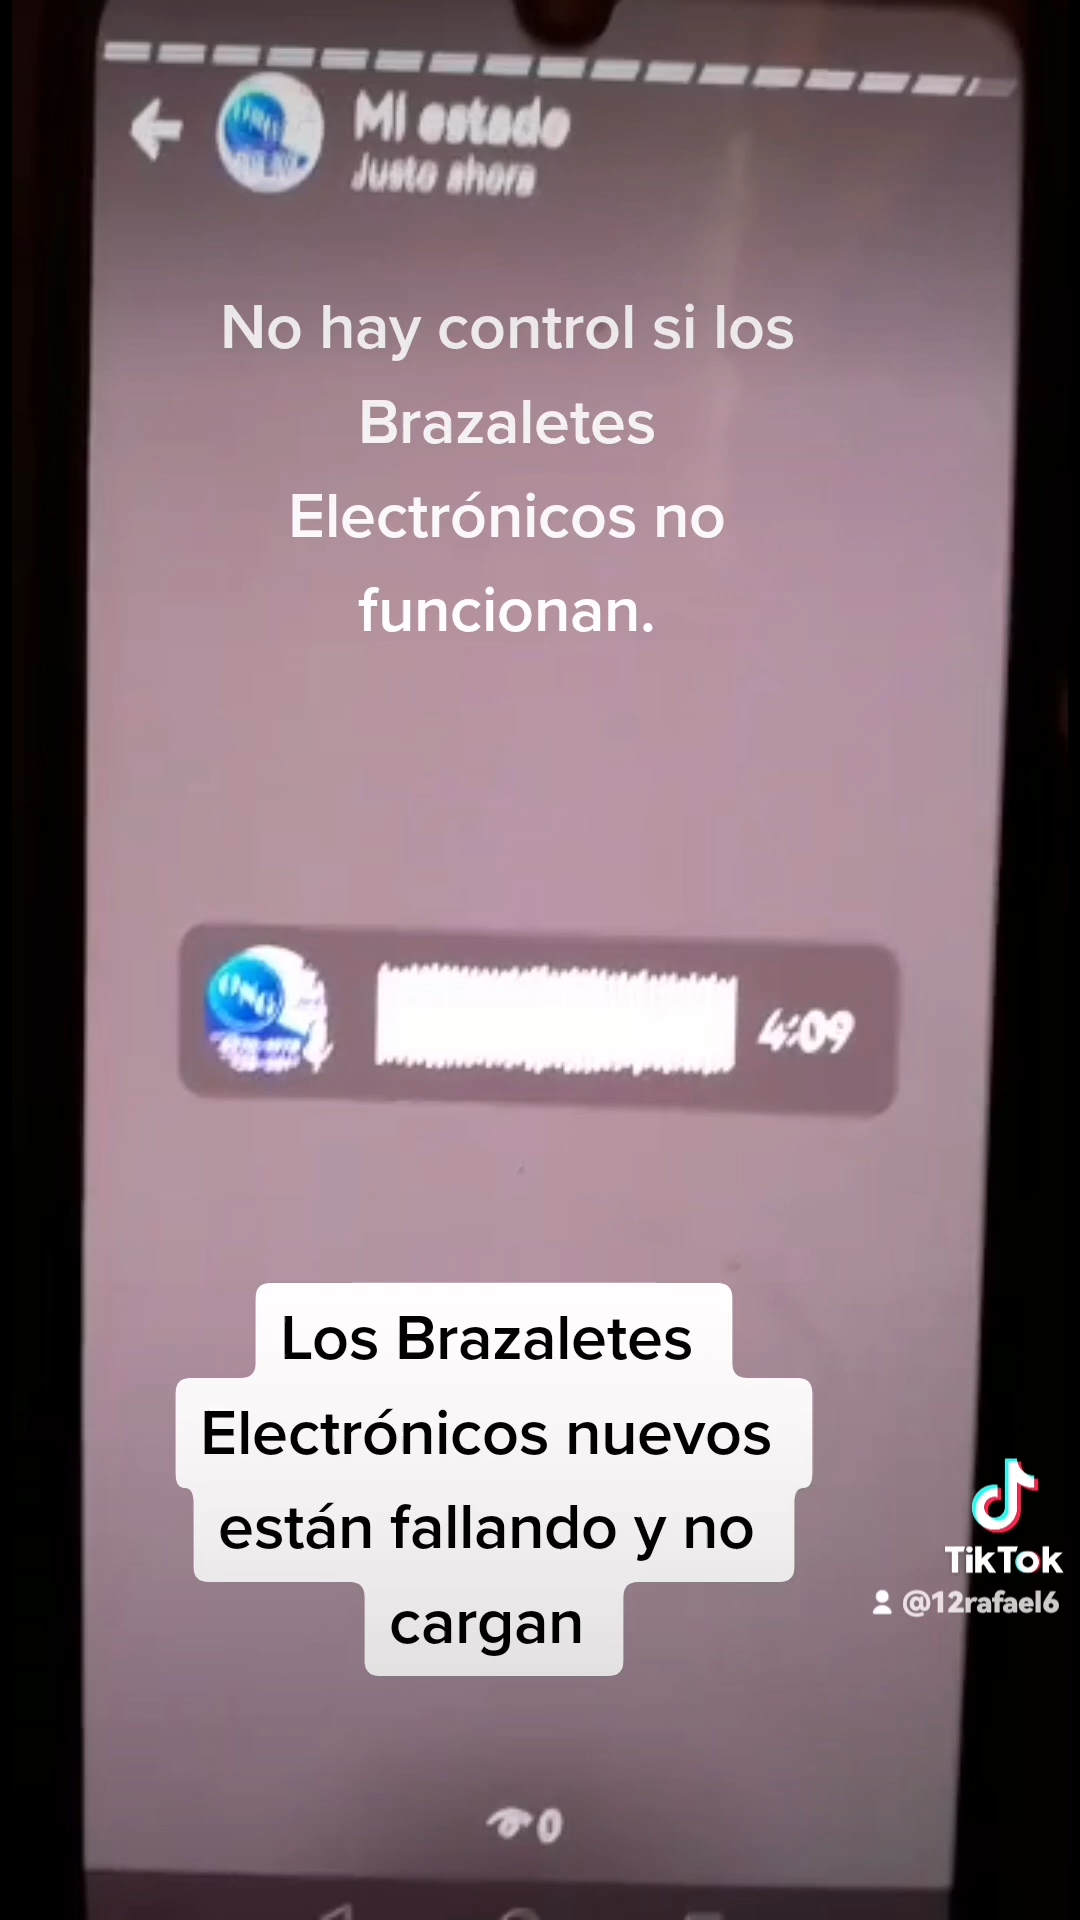 Mi estado
Justo ahora
No hay control si los
Brazaletes
Electrónicos no
funcionan.
ONG
4:09
Los Brazaletes
Electrónicos nuevos
están fallando y no
cargan
TikTok
@12rafael6
0